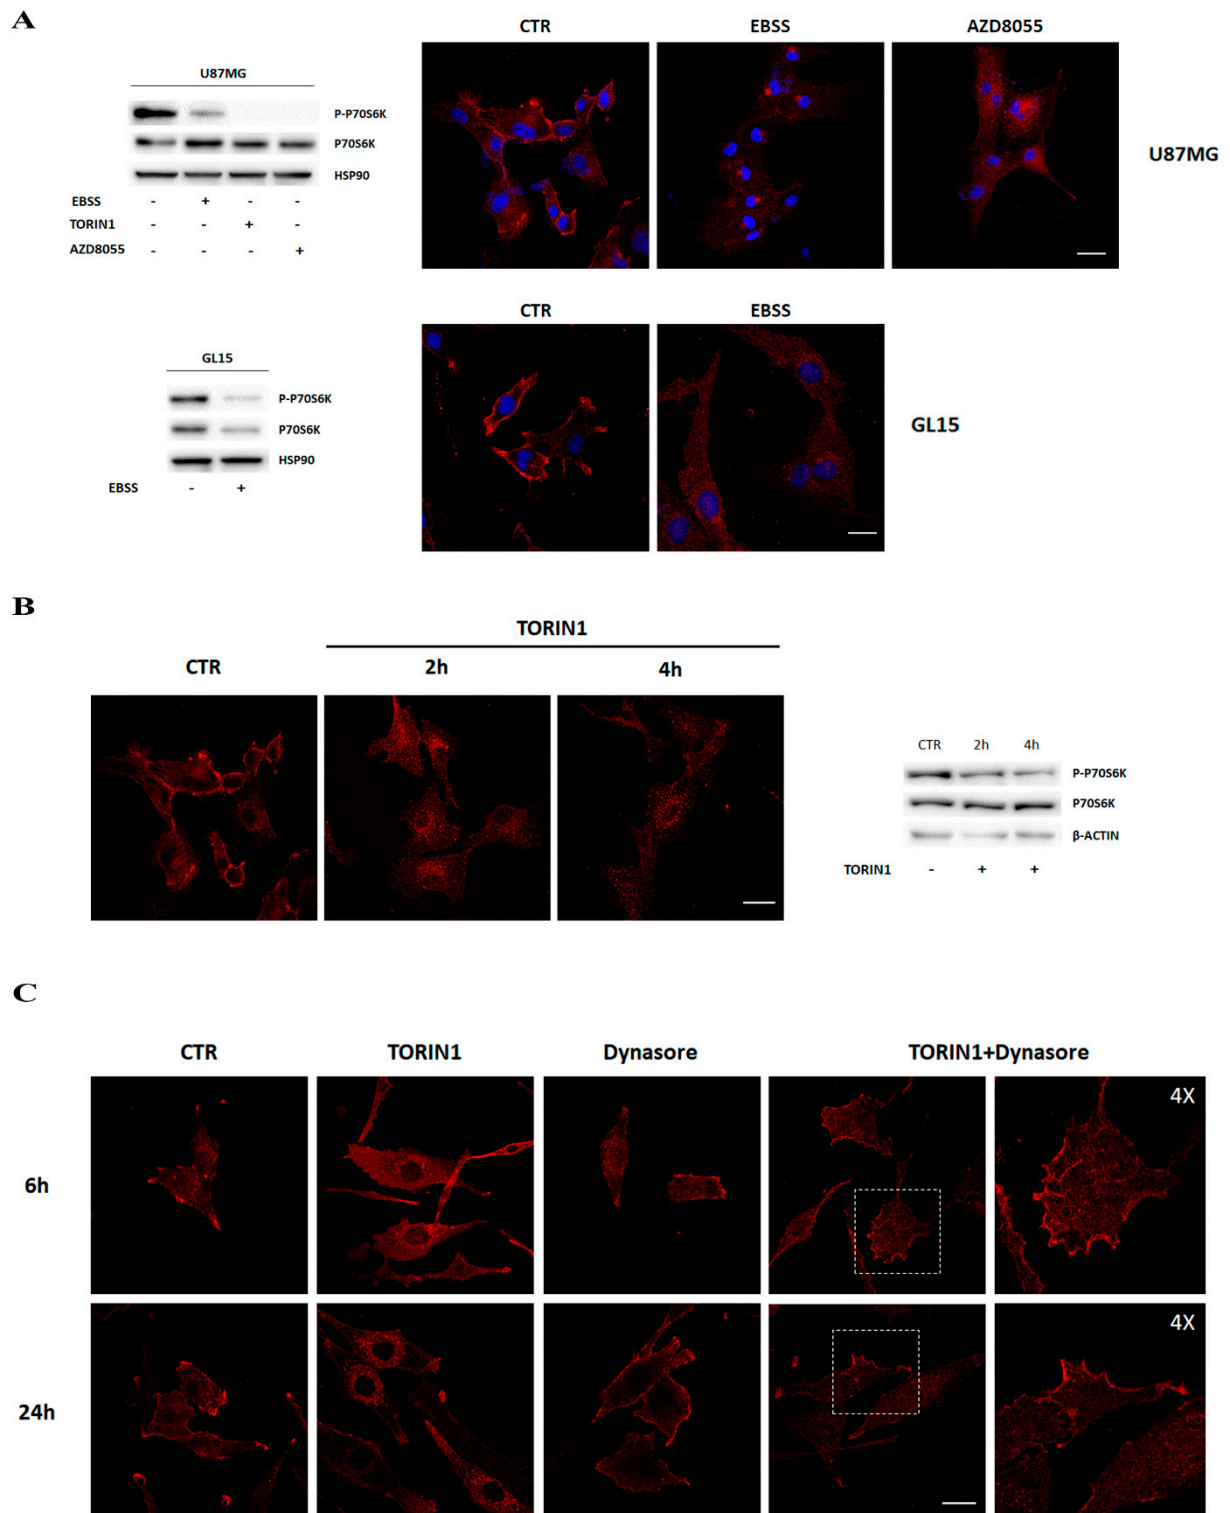 A
CTR EBSS AZD8055
U87MG
P-P70S6K
P70S6K
HSP90
EBSS - + - -
TORIN1 - - + -
AZD8055 - - - +
U87MG
CTR EBSS
GL15
P-P70S6K
P70S6K
HSP90
EBSS - +
GL15
B
TORIN1
CTR 2h 4h
CTR 2h 4h
P-P70S6K
P70S6K
β-ACTIN
TORIN1 - + +
C
CTR TORIN1 Dynasore TORIN1+Dynasore
4X
6h
4X
24h